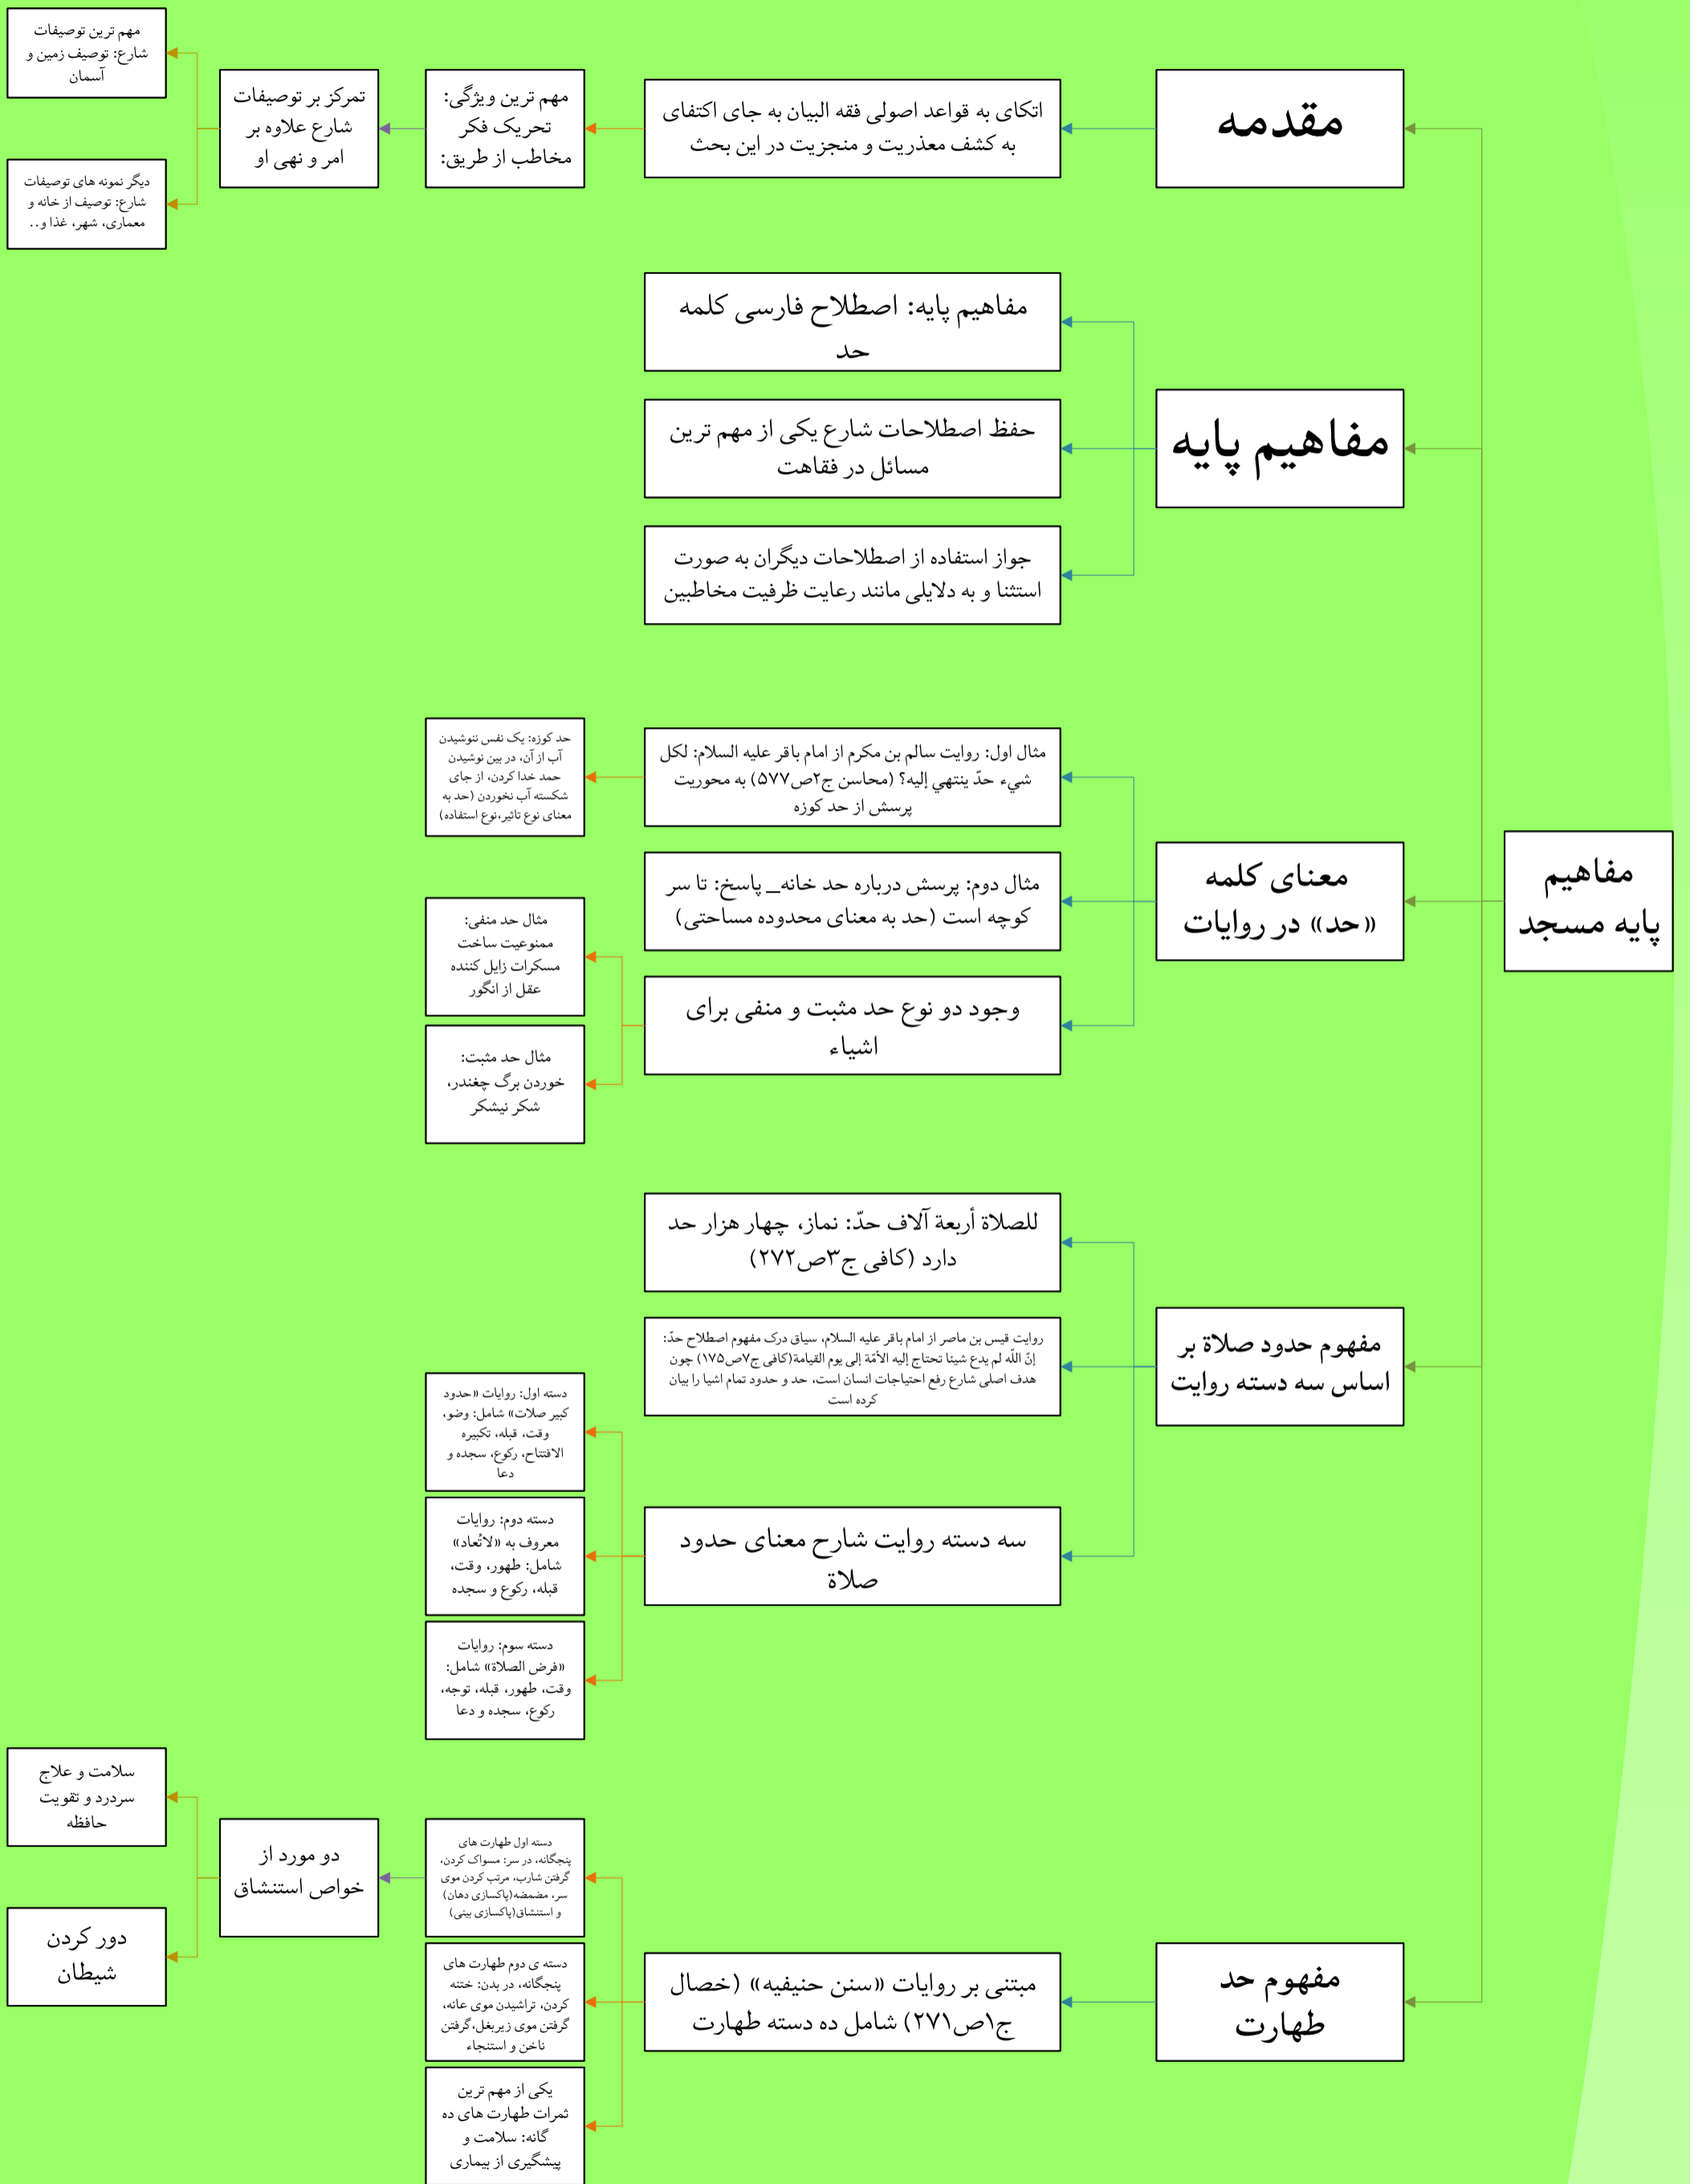 مفاهیم
پایه مسجد
مقدمه
اتکای به قواعد اصولی فقه البیان به جای اکتفای
به کشف معذریت و منجزیت در این بحث
مهم ترین ویژگی:
تحریک فکر
مخاطب از طریق:
تمرکز بر توصیفات
شارع علاوه بر
امر و نهی او
مهم ترین توصیفات
شارع: توصیف زمین و
آسمان
دیگر نمونه های توصیفات
شارع: توصیف از خانه و
معماری، شهر، غذا و..
مفاهیم پایه
مفاهیم پایه: اصطلاح فارسی کلمه
حد
حفظ اصطلاحات شارع یکی از مهم ترین
مسائل در فقاهت
جواز استفاده از اصطلاحات دیگران به صورت
استثنا و به دلایلی مانند رعایت ظرفیت مخاطبین
معنای کلمه
«حد» در روایات
مثال اول: روایت سالم بن مکرم از امام باقر علیه السلام: لکل
شيء حدّ ينتهي إليه؟ (محاسن ج۲ص۵۷۷) به محوریت
پرسش از حد کوزه
حد کوزه: یک نفس ننوشیدن
آب از آن، در بین نوشیدن
حمد خدا کردن، از جای
شکسته آب نخوردن (حد به
معنای نوع تاثیر،نوع استفاده)
مثال دوم: پرسش درباره حد خانه_ پاسخ: تا سر
کوچه است (حد به معنای محدوده مساحتی)
وجود دو نوع حد مثبت و منفی برای
اشیاء
مثال حد منفی:
ممنوعیت ساخت
مسکرات زایل کننده
عقل از انگور
مثال حد مثبت:
خوردن برگ چغندر،
شکر نیشکر
مفهوم حدود صلاة بر
اساس سه دسته روایت
للصلاة أربعة آلاف حدّ: نماز، چهار هزار حد
دارد (کافی ج۳ص۲۷۲)
روایت قیس بن ماصر از امام باقر علیه السلام، سیاق درک مفهوم اصطلاح حدّ:
إنّ اللّه لم يدع شينا تحتاج إليه الأمّة إلى يوم القيامة(کافی ج۷ص۱۷۵) چون
هدف اصلی شارع رفع احتیاجات انسان است، حد و حدود تمام اشیا را بیان
کرده است
سه دسته روایت شارح معنای حدود
صلاة
دسته اول: روایات «حدود
کبیر صلات» شامل: وضو،
وقت، قبله، تکبیره
الافتتاح، رکوع، سجده و
دعا
دسته دوم: روایات
معروف به «لاتُعاد»
شامل: طهور، وقت،
قبله، رکوع و سجده
دسته سوم: روایات
«فرض الصلاة» شامل:
وقت، طهور، قبله، توجه،
رکوع، سجده و دعا
مفهوم حد
طهارت
مبتنی بر روایات «سنن حنیفیه» (خصال
ج۱ص۲۷۱) شامل ده دسته طهارت
دسته اول طهارت های
پنجگانه، در سر: مسواک کردن،
گرفتن شارب، مرتب کردن موی
سر، مضمضه(پاکسازی دهان)
و استنشاق(پاکسازی بینی)
دو مورد از
خواص استنشاق
سلامت و علاج
سردرد و تقویت
حافظه
دور کردن
شیطان
دسته ی دوم طهارت های
پنجگانه، در بدن: ختنه
کردن، تراشیدن موی عانه،
گرفتن موی زیربغل،گرفتن
ناخن و استنجاء
یکی از مهم ترین
ثمرات طهارت های ده
گانه: سلامت و
پیشگیری از بیماری